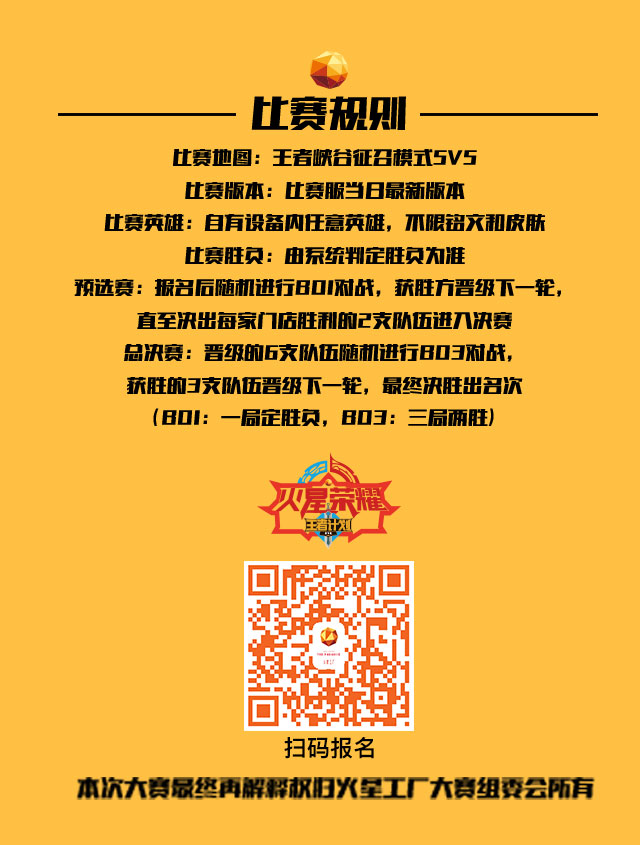 比赛规则
比赛地图：王者峡谷征召模式5V5
比赛版本：比赛服当日最新版本
比赛英雄：自有设备内任意英雄，不限铭文和皮肤
比赛胜负：由系统判定胜负为准
预选赛：报名后随机进行BO1对战，获胜方晋级下一轮，
直至决出每家门店胜利的2支队伍进入决赛
总决赛：晋级的6支队伍随机进行BO3对战，
获胜的3支队伍晋级下一轮，最终决胜出名次
（BO1：一局定胜负，BO3：三局两胜）
火星荣耀
王者计划
扫码报名
本次大赛最终再解释权归火星工厂大赛组委会所有